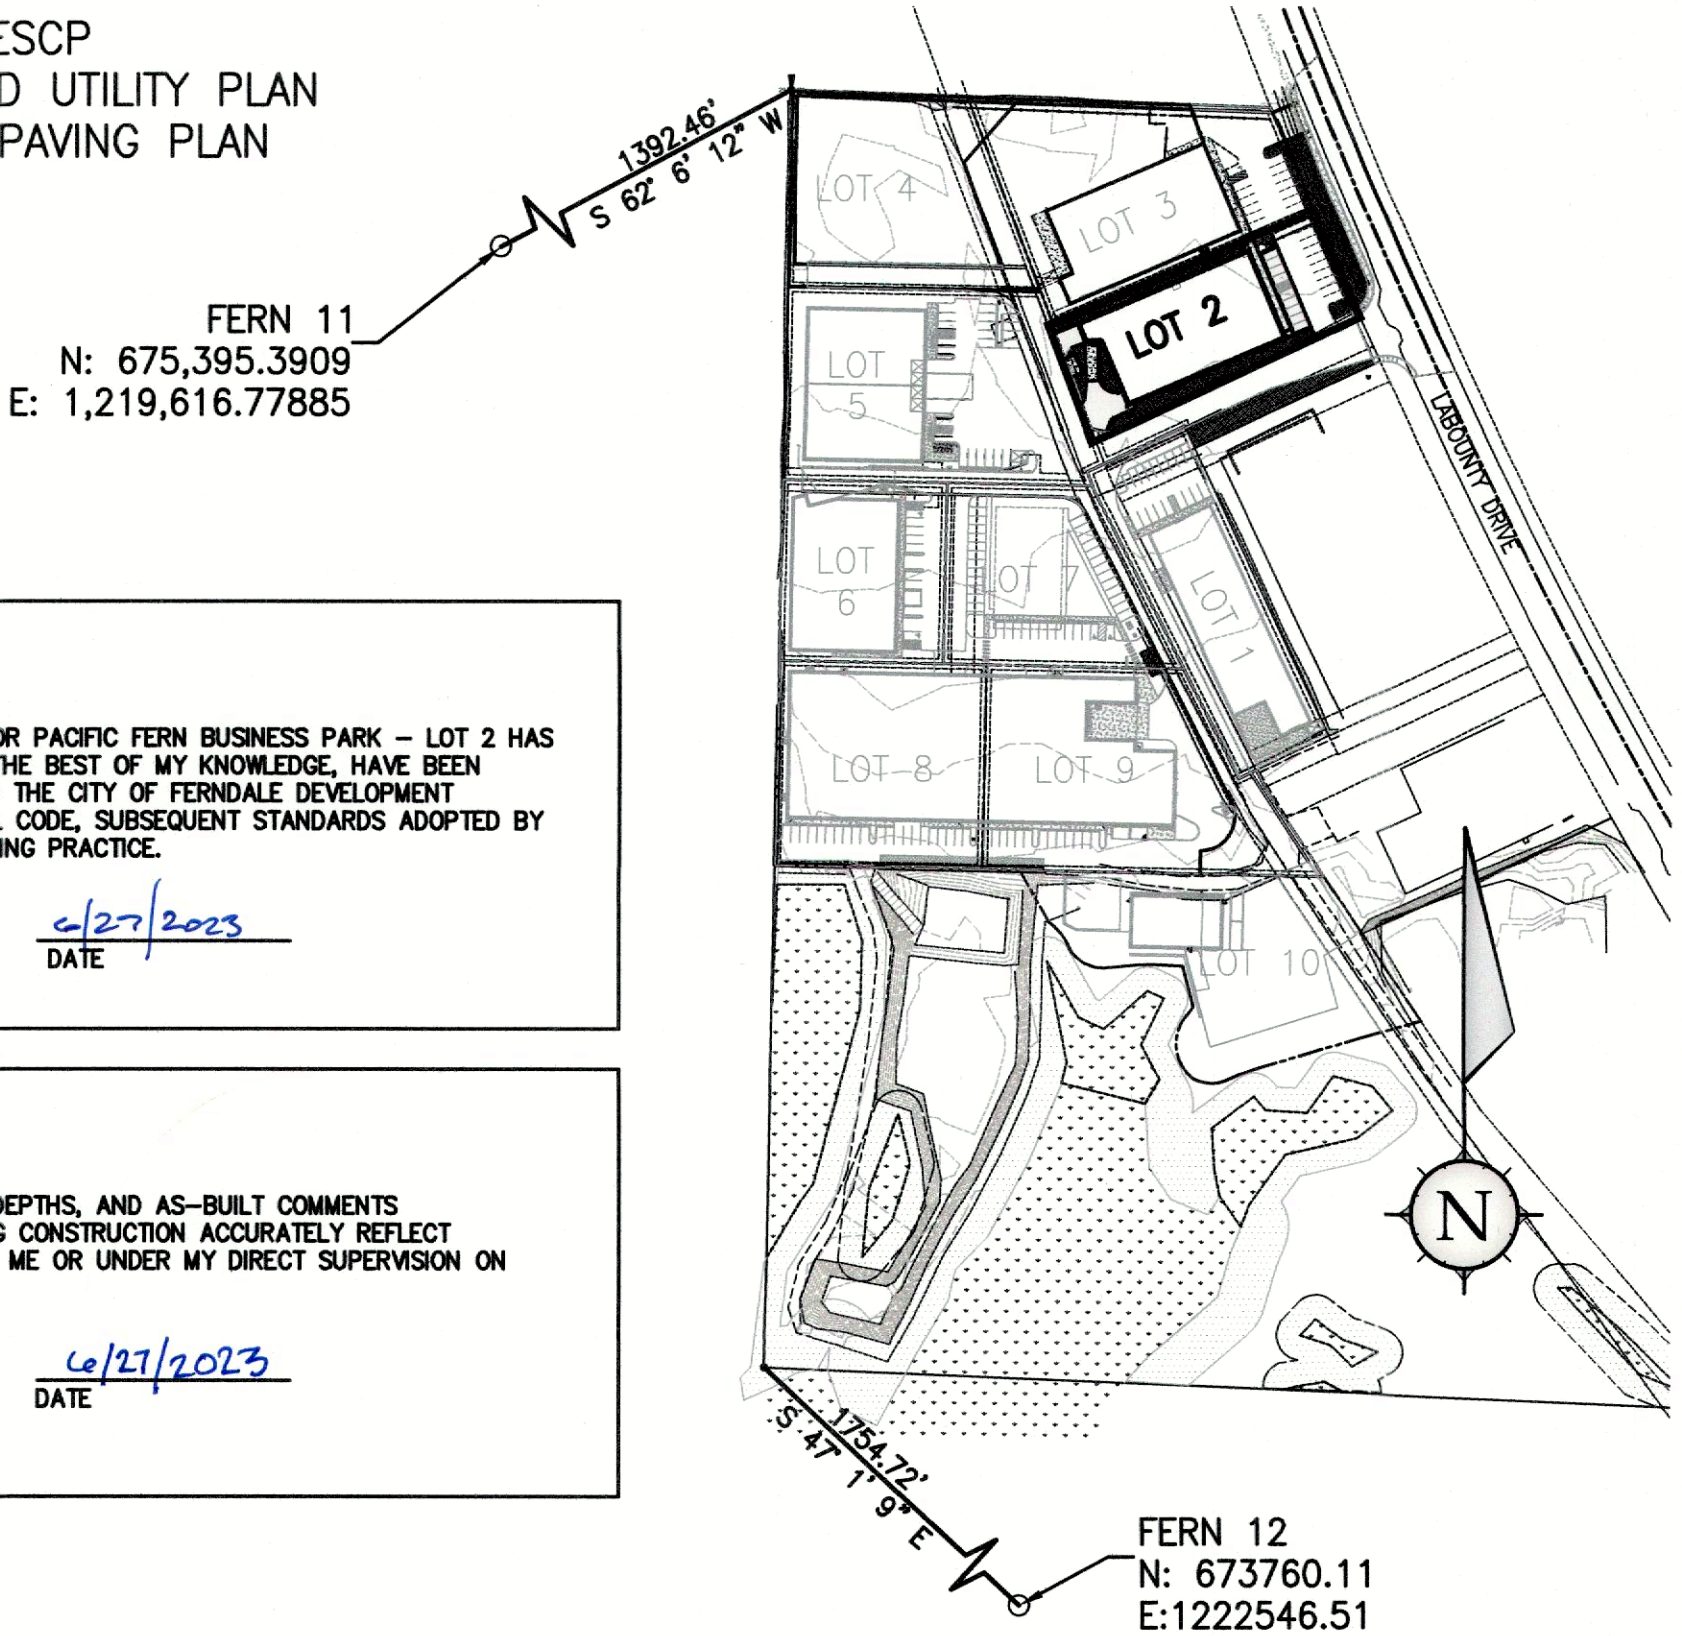 ESCP
D UTILITY PLAN
PAVING PLAN
1392.46'
S 62° 6' 12" W
FERN 11
N: 675,395.3909
E: 1,219,616.77885
LOT 4
LOT 3
LOT 2
LOT
5
LABOUNTY DRIVE
LOT
6
LOT 7
LOT 1
LOT 8
LOT 9
LOT 10
OR PACIFIC FERN BUSINESS PARK – LOT 2 HAS
THE BEST OF MY KNOWLEDGE, HAVE BEEN
THE CITY OF FERNDALE DEVELOPMENT
CODE, SUBSEQUENT STANDARDS ADOPTED BY
ING PRACTICE.
6/27/2023
DATE
DEPTHS, AND AS-BUILT COMMENTS
G CONSTRUCTION ACCURATELY REFLECT
ME OR UNDER MY DIRECT SUPERVISION ON
6/27/2023
DATE
N
1754.72'
S 47° 1' 9" E
FERN 12
N: 673760.11
E:1222546.51